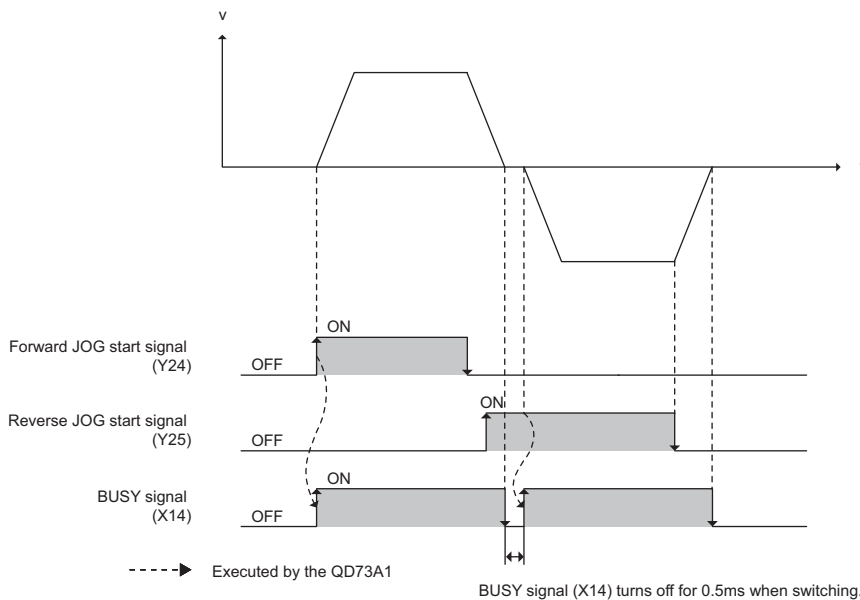 v
ON
Forward JOG start signal
(Y24)
OFF
ON
Reverse JOG start signal
(Y25)
OFF
ON
BUSY signal
(X14)
OFF
Executed by the QD73A1
BUSY signal (X14) turns off for 0.5ms when switching.